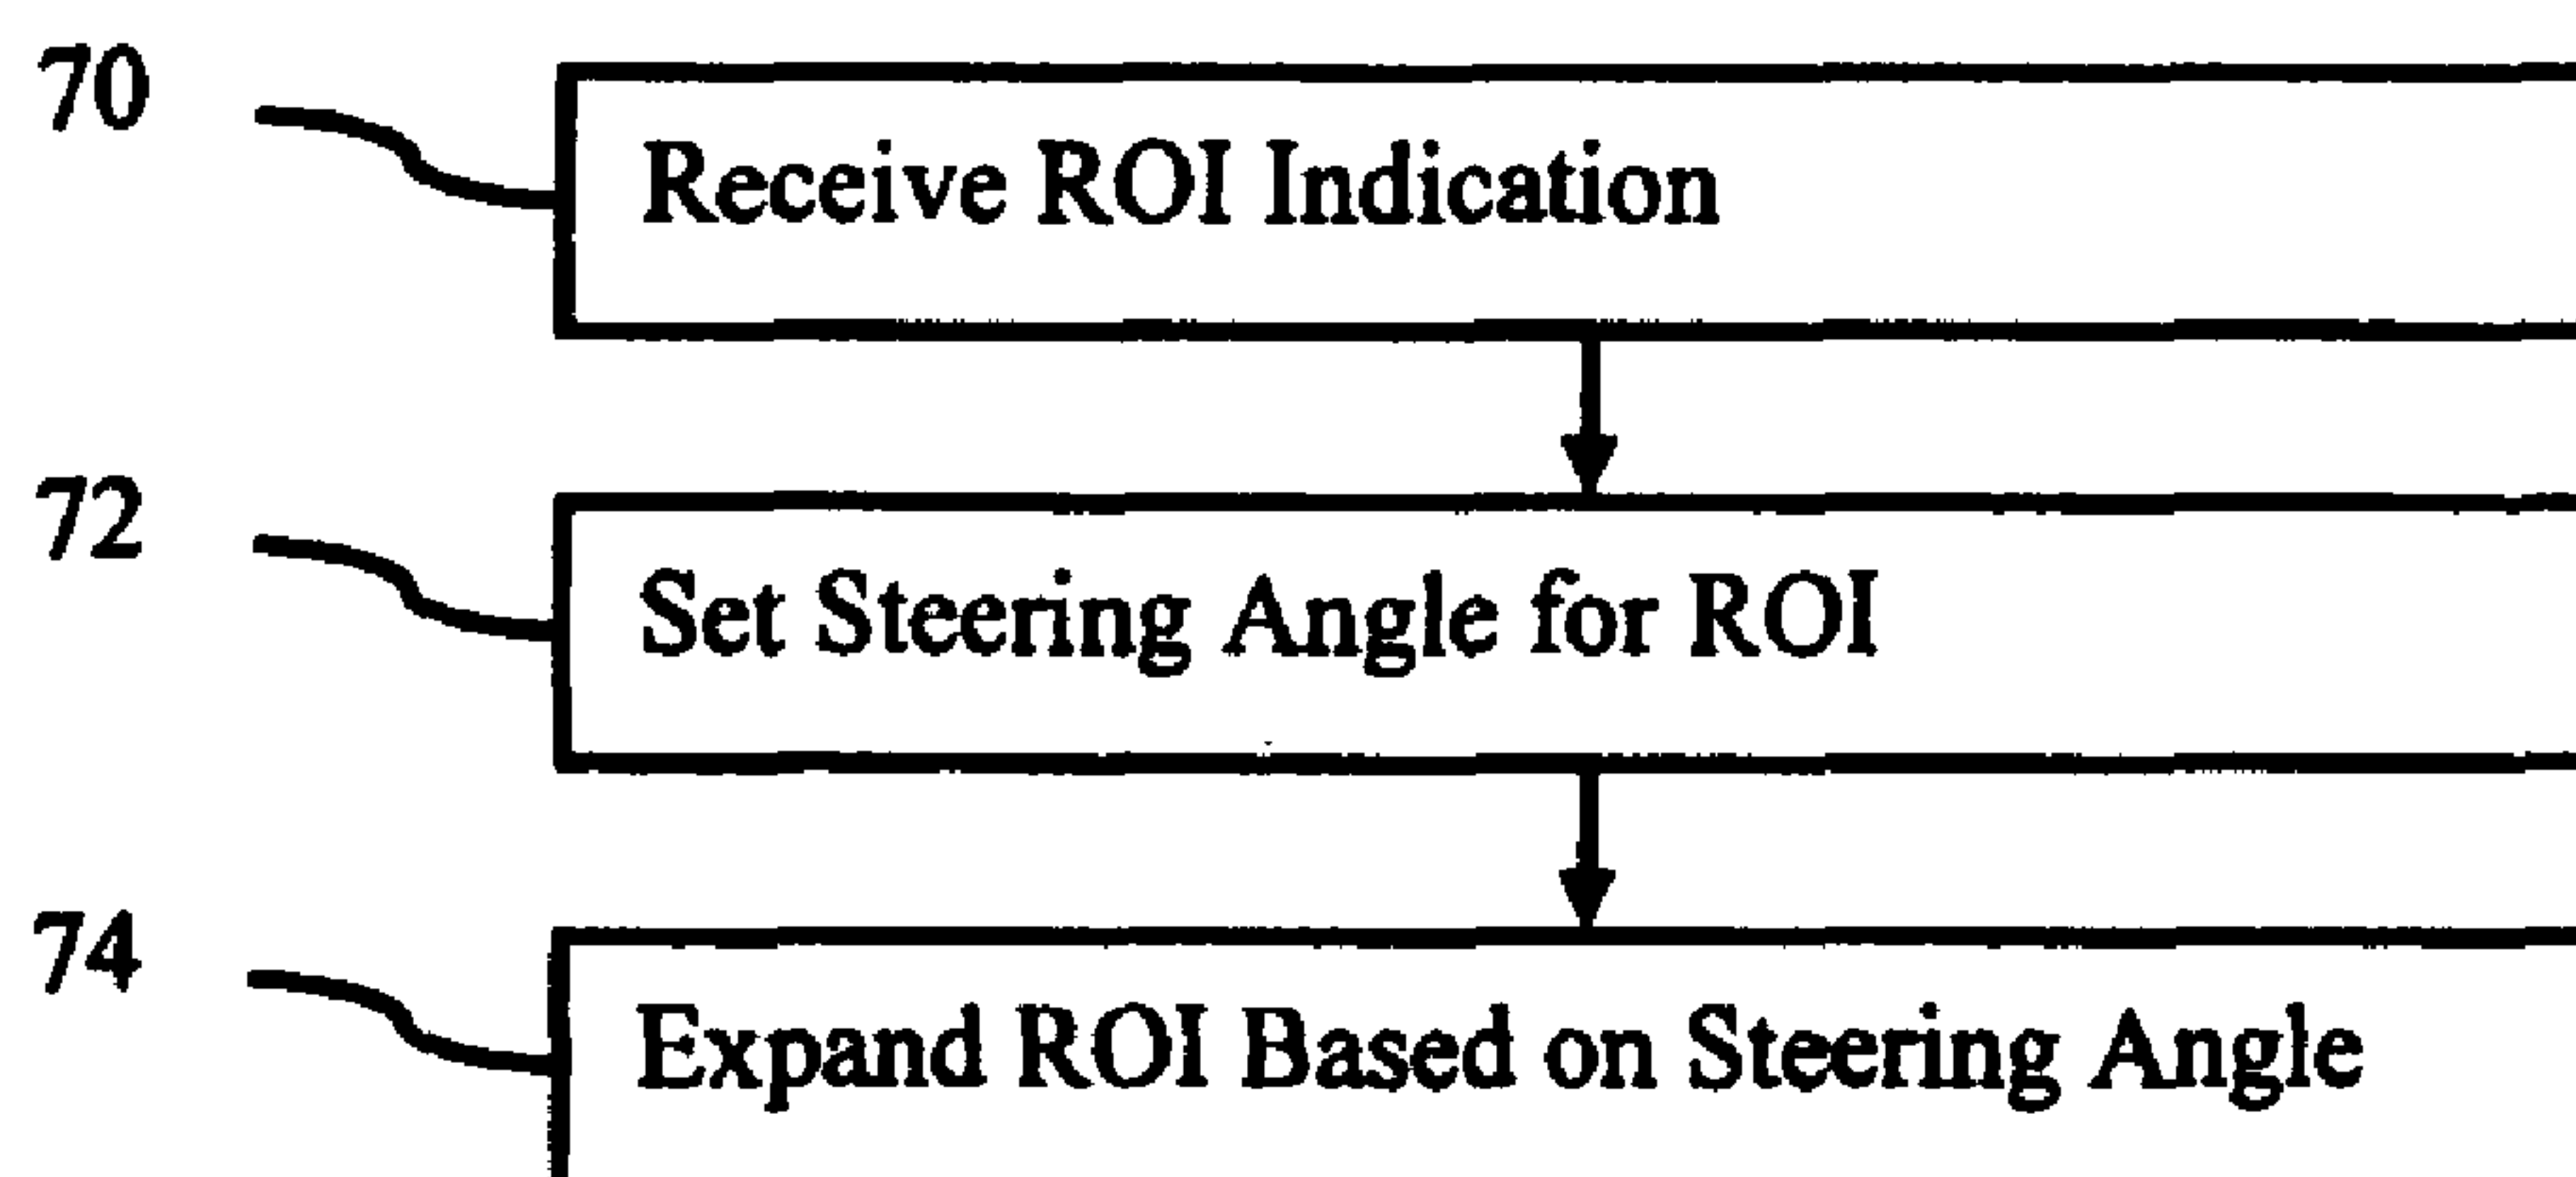 70
Receive ROI Indication
72
Set Steering Angle for ROI
74
Expand ROI Based on Steering Angle